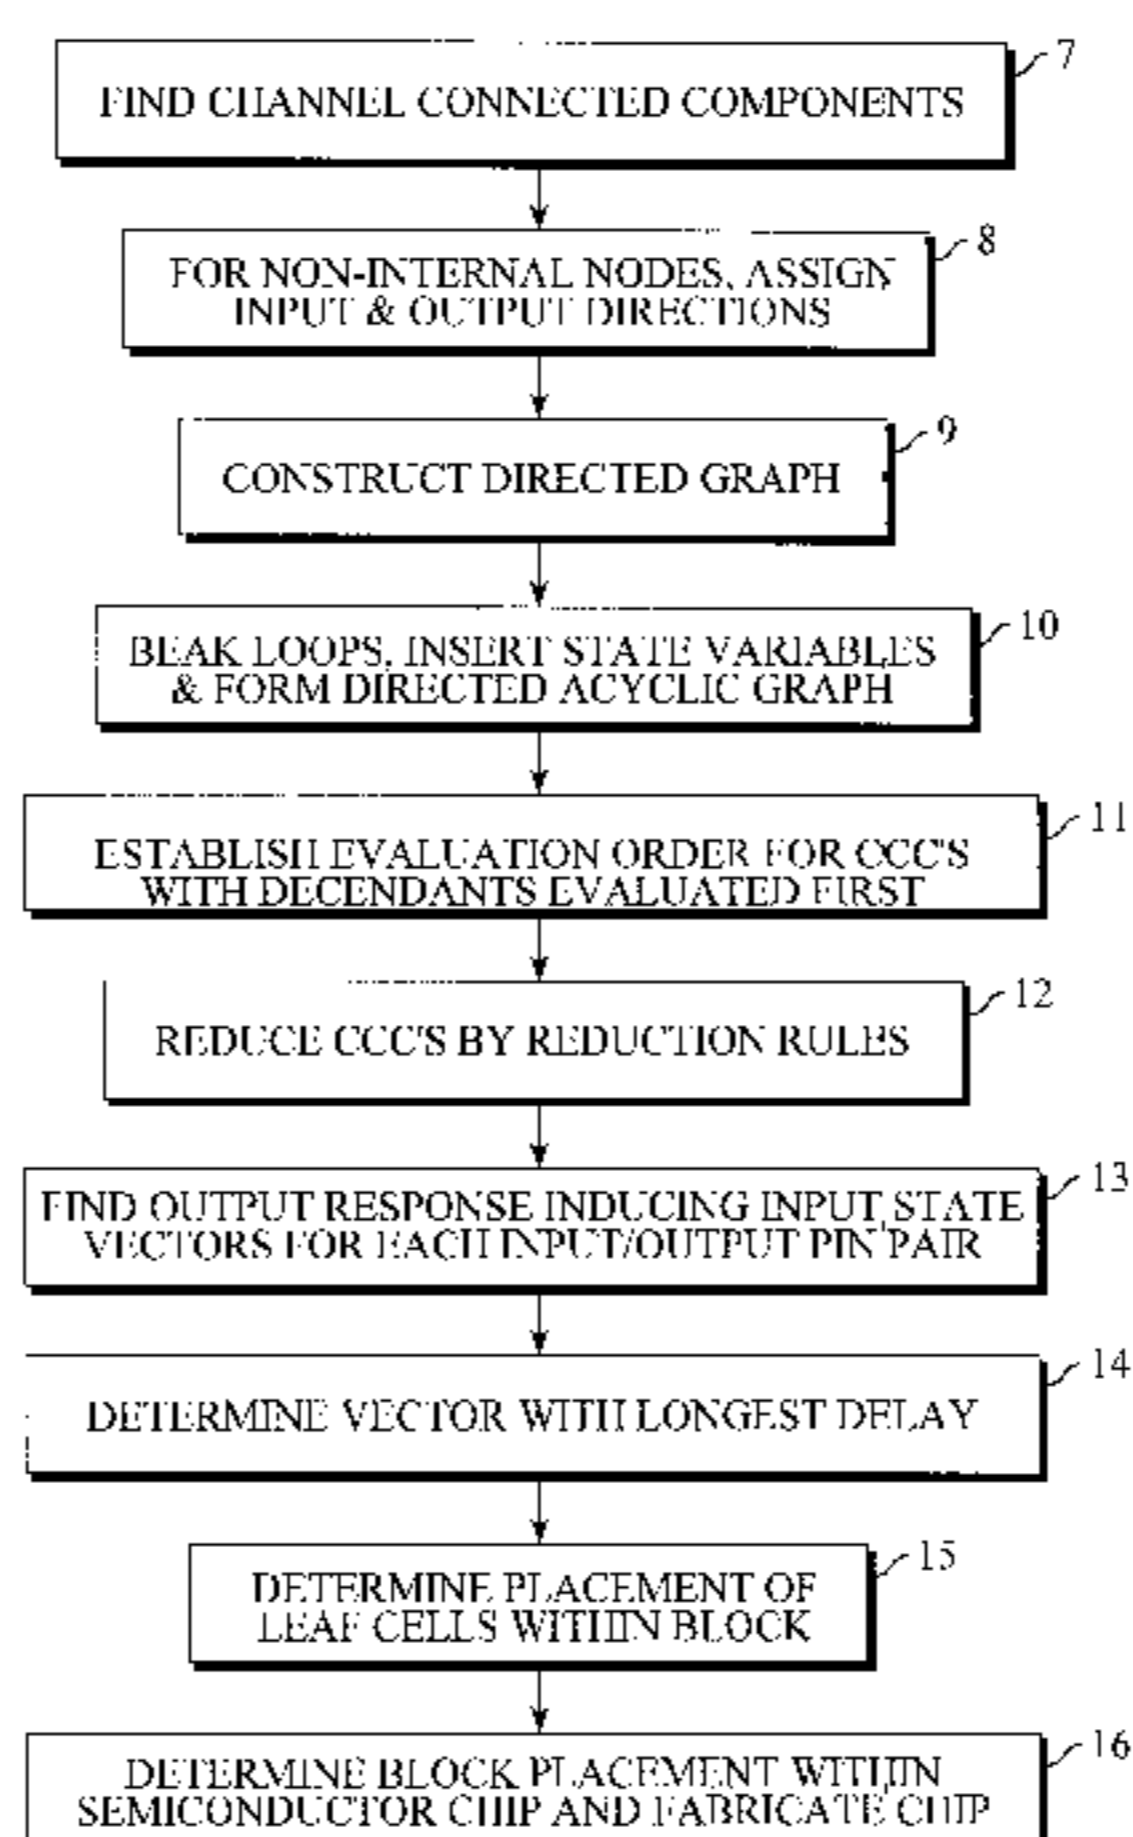 7
FIND CHANNEL CONNECTED COMPONENTS
8
FOR NON-INTERNAL NODES, ASSIGN
INPUT & OUTPUT DIRECTIONS
9
CONSTRUCT DIRECTED GRAPH
10
BEAK LOOPS, INSERT STATE VARIABLES
& FORM DIRECTED ACYCLIC GRAPH
11
ESTABLISH EVALUATION ORDER FOR CCC'S
WITH DECENDANTS EVALUATED FIRST
12
REDUCE CCC'S BY REDUCTION RULES
13
FIND OUTPUT RESPONSE INDUCING INPUT STATE
VECTORS FOR EACH INPUT/OUTPUT PIN PAIR
14
DETERMINE VECTOR WITH LONGEST DELAY
15
DETERMINE PLACEMENT OF
LEAF CELLS WITHIN BLOCK
16
DETERMINE BLOCK PLACEMENT WITHIN
SEMICONDUCTOR CHIP AND FABRICATE CHIP